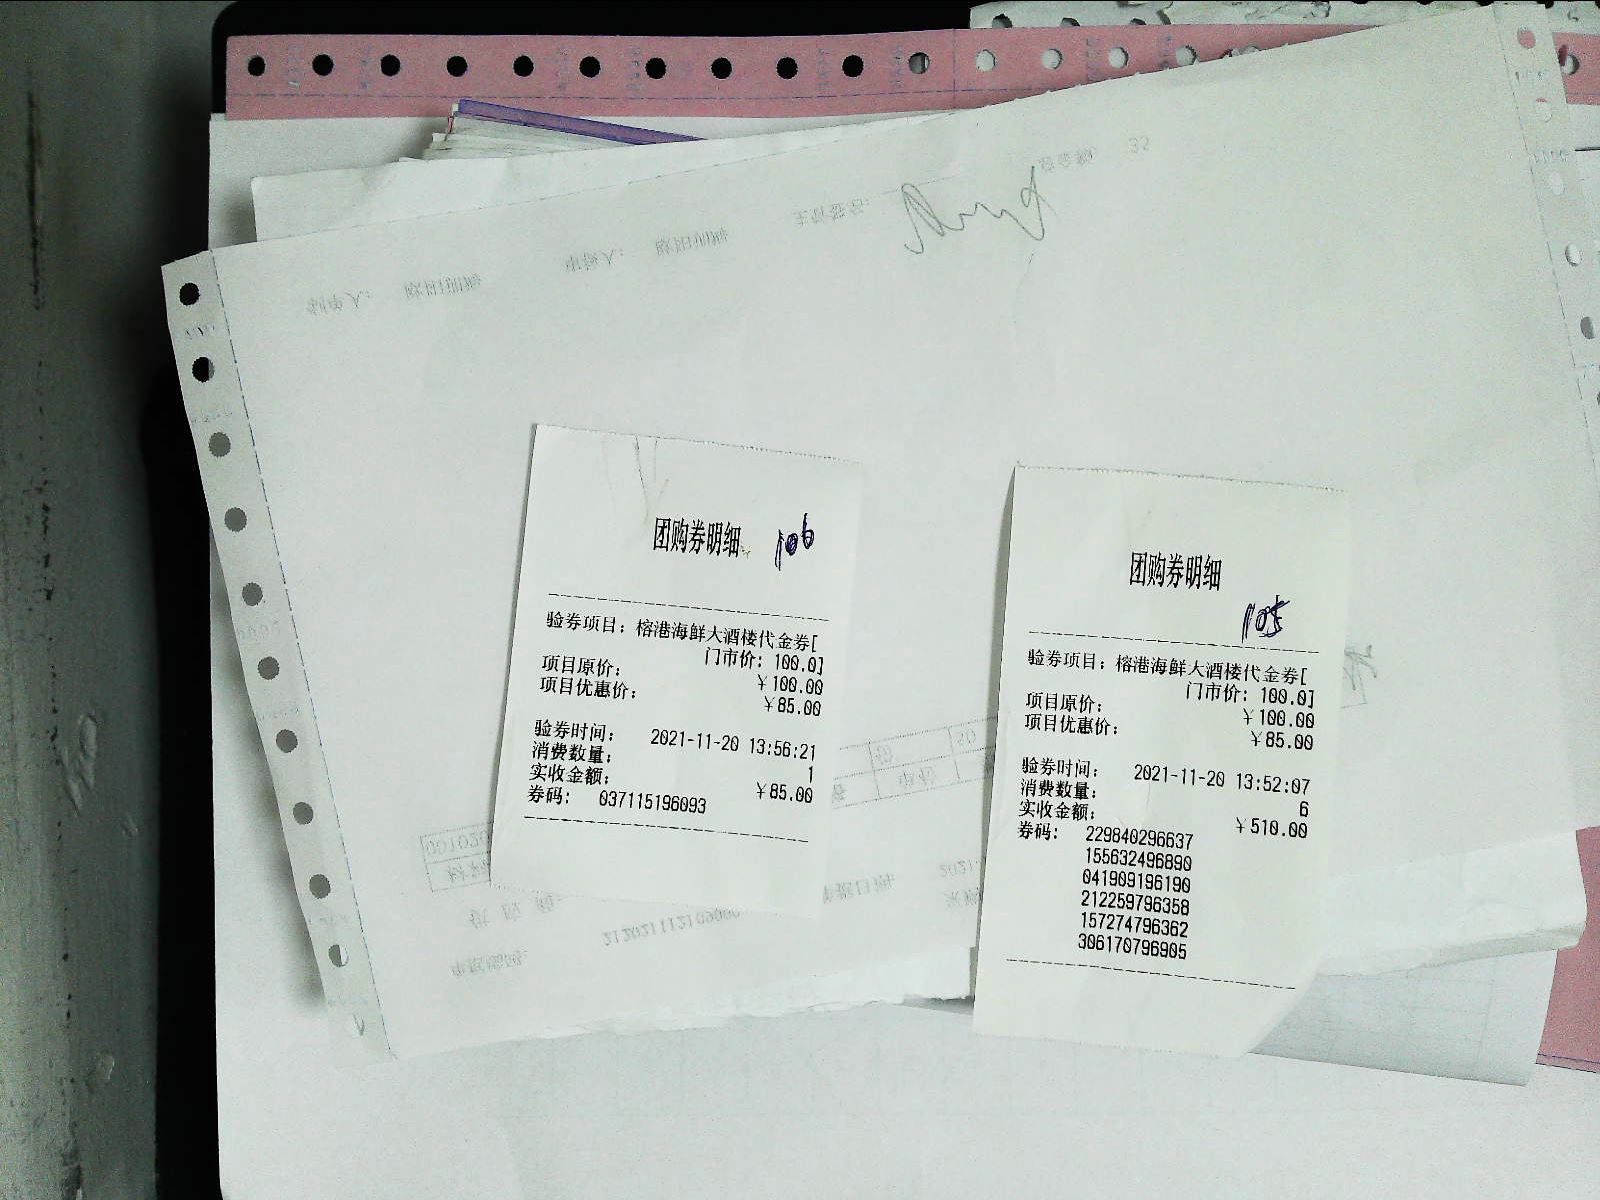 团购券明细
106
验券项目：榕港海鲜大酒楼代金券[
门市价：100.0]
项目原价：
￥100.00
项目优惠价：
￥85.00
验券时间： 2021-11-20 13:56:21
消费数量：
1
实收金额：
￥85.00
券码： 037115196093
团购券明细
105
验券项目：榕港海鲜大酒楼代金券[
门市价：100.0]
项目原价：
￥100.00
项目优惠价：
￥85.00
验券时间： 2021-11-20 13:52:07
消费数量：
6
实收金额：
￥510.00
券码： 229840296637
155632496890
041909196190
212259796358
157274796362
306170796905